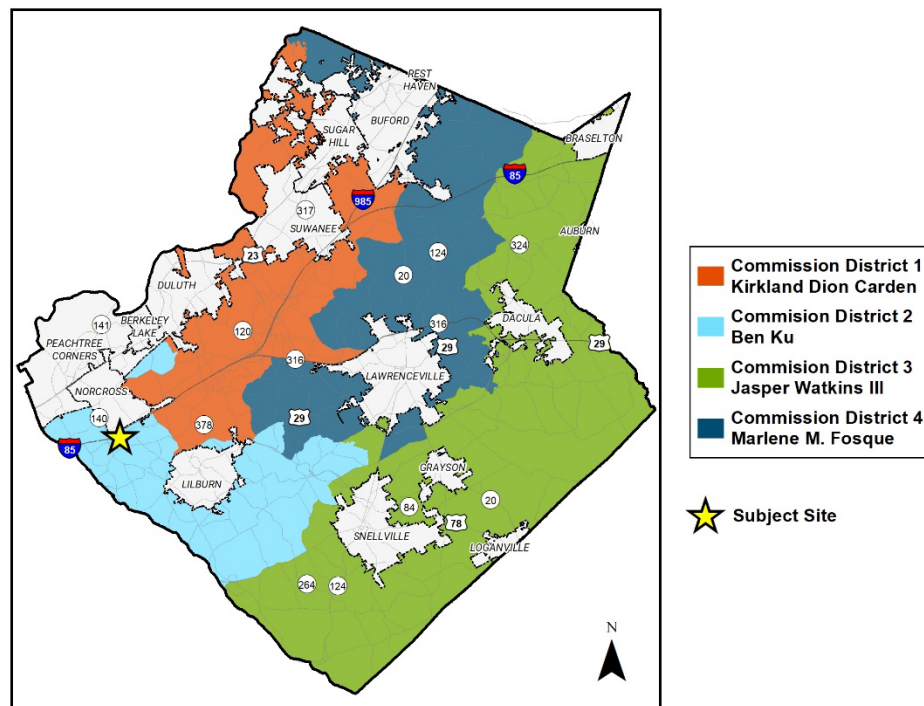 REST
HAVEN
BUFORD
SUGAR
HILL
BRASELTON
85
985
317
SUWANEE
AUBURN
324
23
124
20
DULUTH
141
BERKELEY
LAKE
PEACHTREE
CORNERS
120
316
DACULA
29
29
316
LAWRENCEVILLE
NORCROSS
140
29
378
85
LILBURN
GRAYSON
20
84
78
SNELLVILLE
LOGANVILLE
264
124
N
Commission District 1
Kirkland Dion Carden
Commision District 2
Ben Ku
Commision District 3
Jasper Watkins III
Commission District 4
Marlene M. Fosque
Subject Site